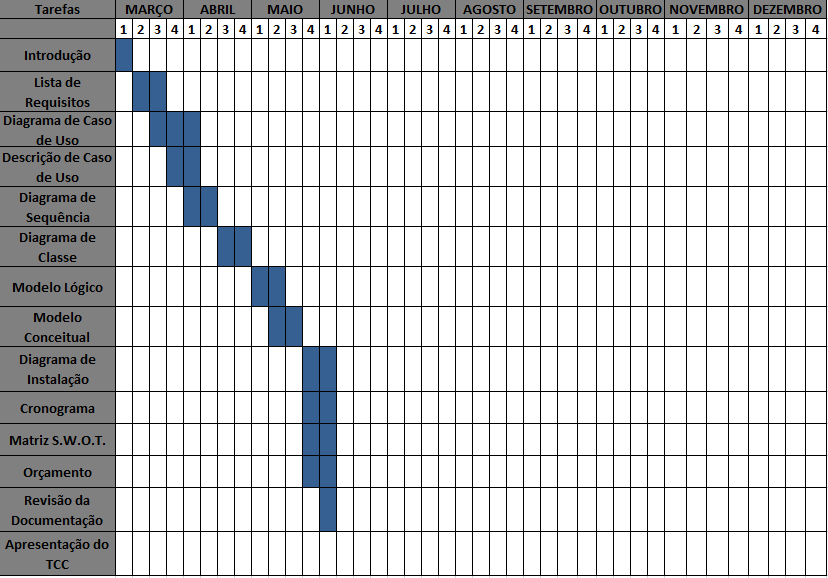 Tarefas MARÇO ABRIL MAIO JUNHO JULHO AGOSTO SETEMBRO OUTUBRO NOVEMBRO DEZEMBRO
1 2 3 4 1 2 3 4 1 2 3 4 1 2 3 4 1 2 3 4 1 2 3 4 1 2 3 4 1 2 3 4 1 2 3 4 1 2 3 4
Introdução
Lista de
Requisitos
Diagrama de Caso
de Uso
Descrição de Caso
de Uso
Diagrama de
Sequência
Diagrama de
Classe
Modelo Lógico
Modelo
Conceitual
Diagrama de
Instalação
Cronograma
Matriz S.W.O.T.
Orçamento
Revisão da
Documentação
Apresentação do
TCC